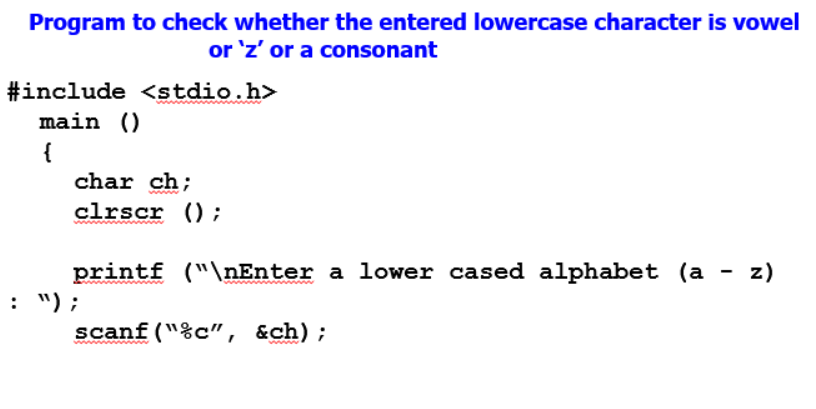 Program to check whether the entered lowercase character is vowel
or ‘z’ or a consonant
#include <stdio.h>
main ()
{
char ch;
clrscr ();
printf (“\nEnter a lower cased alphabet (a - z)
: “);
scanf(“%c”, &ch);